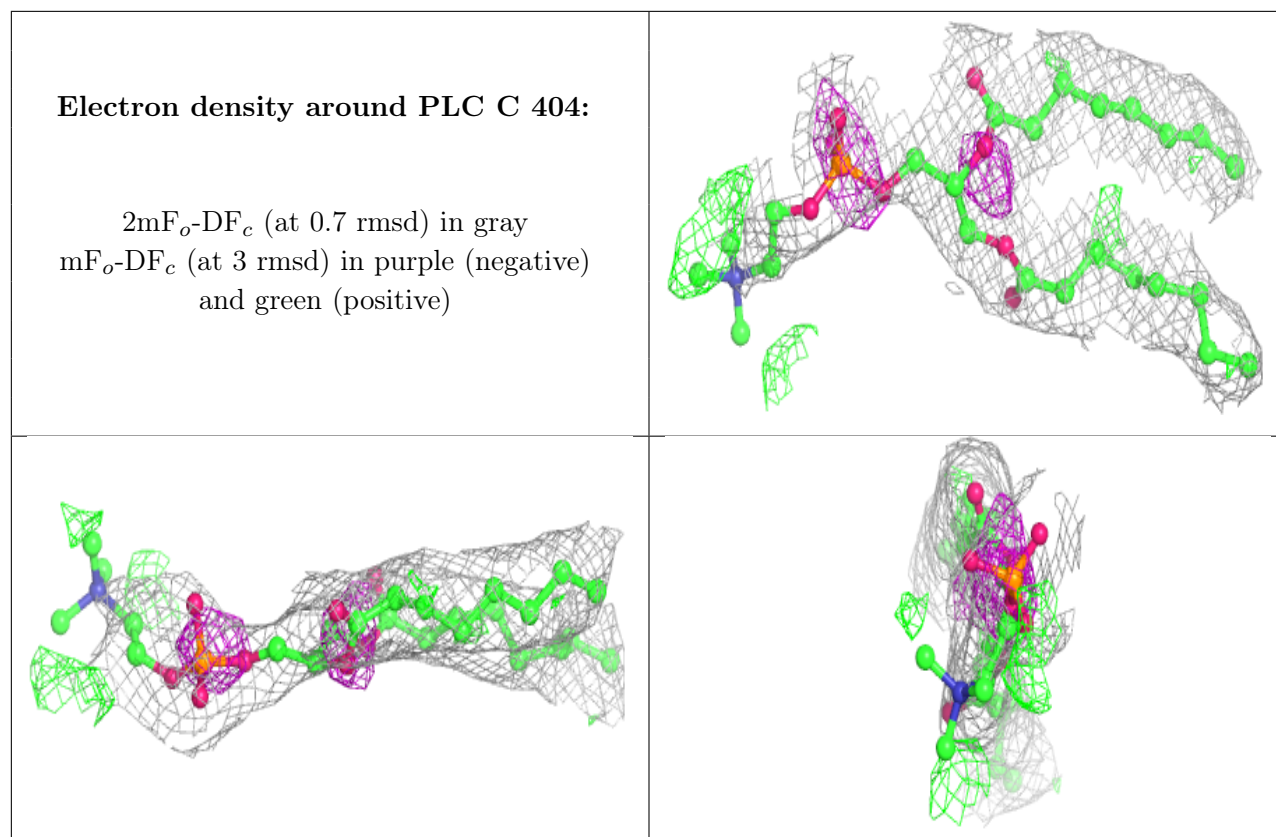 Electron density around PLC C 404:
2mFo-DFc (at 0.7 rmsd) in gray
mFo-DFc (at 3 rmsd) in purple (negative)
and green (positive)